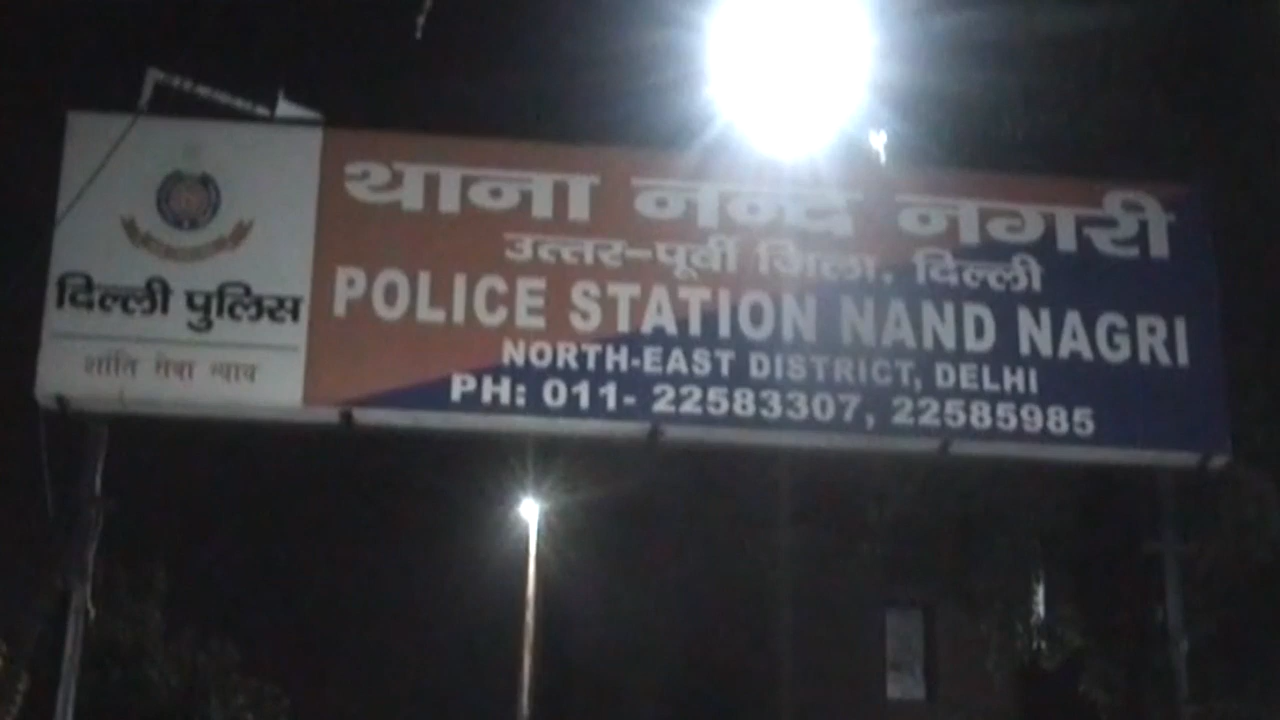 दिल्ली पुलिस
शांति सेवा न्याय
थाना नन्द नगरी
उत्तर-पूर्वी जिला, दिल्ली
POLICE STATION NAND NAGRI
NORTH-EAST DISTRICT, DELHI
PH: 011- 22583307, 22585985